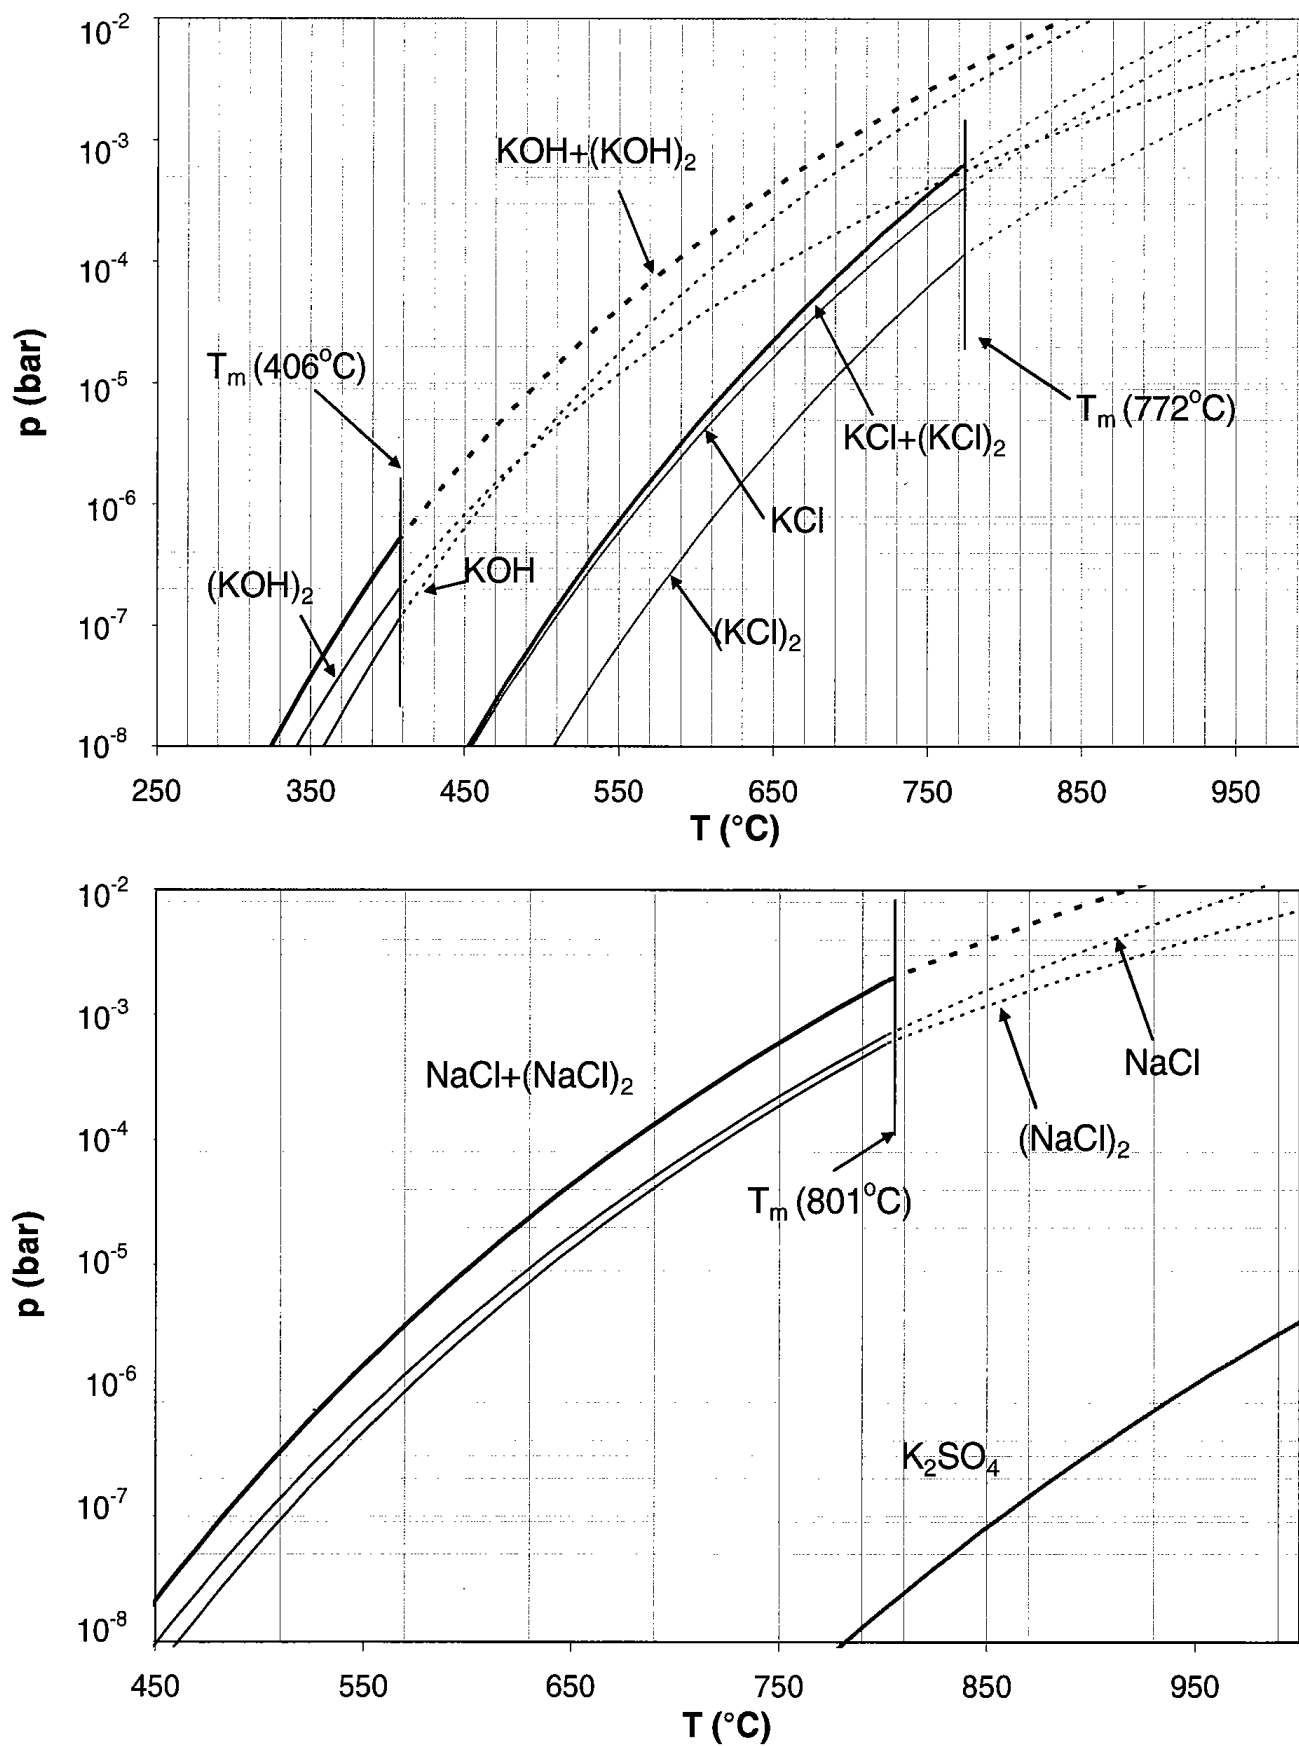 10⁻²
10⁻³
KOH+(KOH)₂
10⁻⁴
p (bar)
Tₘ (406°C)
10⁻⁵
Tₘ (772°C)
KCl+(KCl)₂
10⁻⁶
KCl
(KOH)₂
KOH
10⁻⁷
(KCl)₂
10⁻⁸
250 350 450 550 650 750 850 950
T (°C)
10⁻²
10⁻³
NaCl
NaCl+(NaCl)₂
10⁻⁴
(NaCl)₂
Tₘ (801°C)
p (bar)
10⁻⁵
10⁻⁶
K₂SO₄
10⁻⁷
10⁻⁸
450 550 650 750 850 950
T (°C)